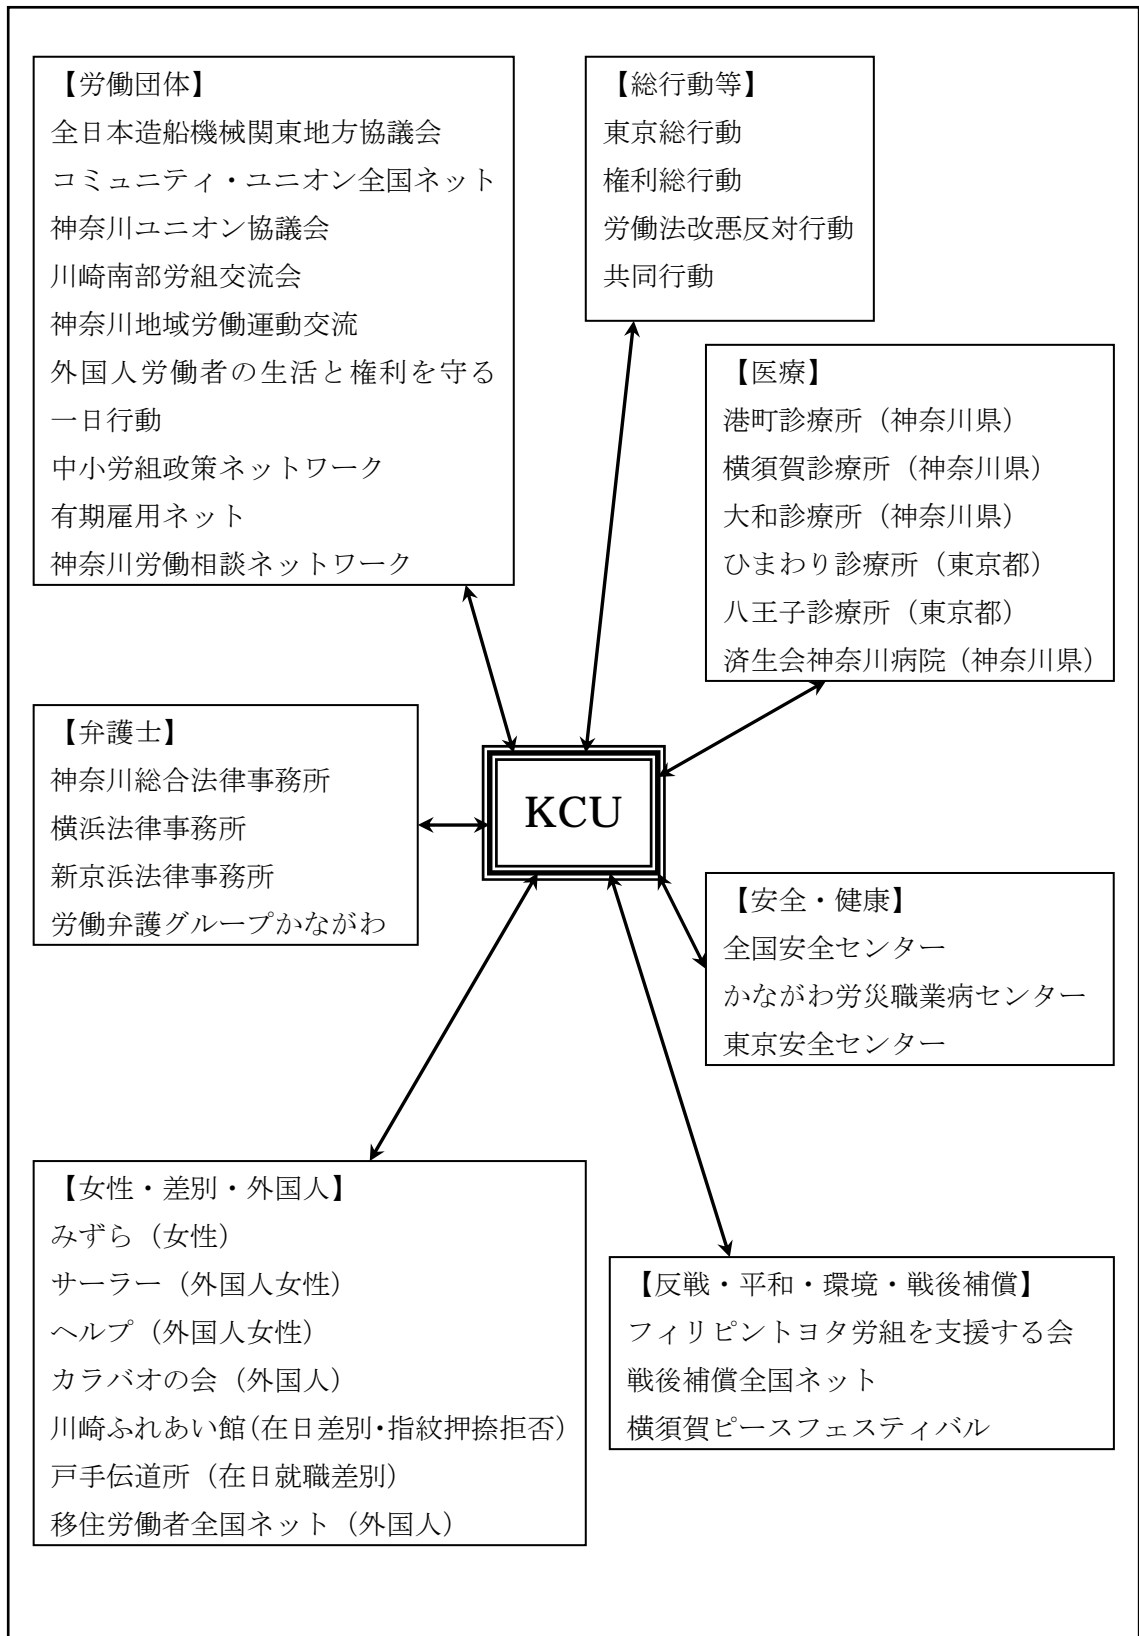 【労働団体】
全日本造船機械関東地方協議会
コミュニティ・ユニオン全国ネット
神奈川ユニオン協議会
川崎南部労組交流会
神奈川地域労働運動交流
外国人労働者の生活と権利を守る
一日行動
中小労組政策ネットワーク
有期雇用ネット
神奈川労働相談ネットワーク
【総行動等】
東京総行動
権利総行動
労働法改悪反対行動
共同行動
【医療】
港町診療所（神奈川県）
横須賀診療所（神奈川県）
大和診療所（神奈川県）
ひまわり診療所（東京都）
八王子診療所（東京都）
済生会神奈川病院（神奈川県）
【弁護士】
神奈川総合法律事務所
横浜法律事務所
新京浜法律事務所
労働弁護グループかながわ
KCU
【安全・健康】
全国安全センター
かながわ労災職業病センター
東京安全センター
【女性・差別・外国人】
みずら（女性）
サーラー（外国人女性）
ヘルプ（外国人女性）
カラバオの会（外国人）
川崎ふれあい館(在日差別・指紋押捺拒否)
戸手伝道所（在日就職差別）
移住労働者全国ネット（外国人）
【反戦・平和・環境・戦後補償】
フィリピントヨタ労組を支援する会
戦後補償全国ネット
横須賀ピースフェスティバル